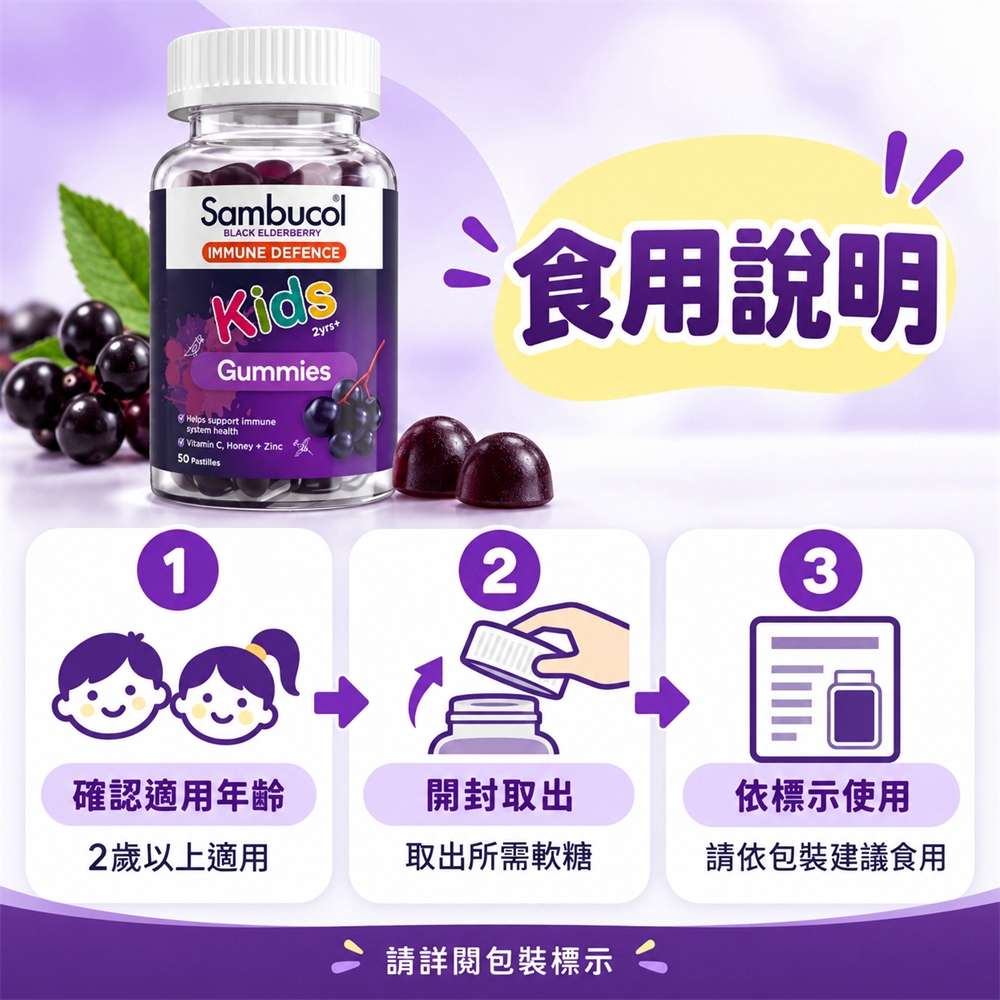 Sambucol®
BLACK ELDERBERRY
IMMUNE DEFENCE
Kids
2yrs+
Gummies
Helps support immune
system health
Vitamin C, Honey + Zinc
50 Pastilles
食用說明
1
確認適用年齡
2歲以上適用
2
開封取出
取出所需軟糖
3
依標示使用
請依包裝建議食用
請詳閱包裝標示